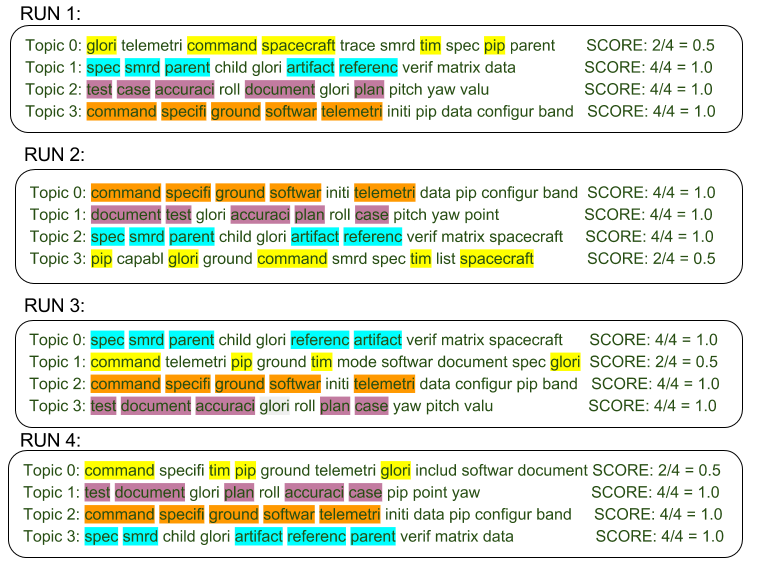 RUN 1:
Topic 0: glori telemetri command spacecraft trace smrd tim spec pip parent SCORE: 2/4 = 0.5
Topic 1: spec smrd parent child glori artifact referenc verif matrix data SCORE: 4/4 = 1.0
Topic 2: test case accuraci roll document glori plan pitch yaw valu SCORE: 4/4 = 1.0
Topic 3: command specifi ground softwar telemetri initi pip data configur band SCORE: 4/4 = 1.0
RUN 2:
Topic 0: command specifi ground softwar initi telemetri data pip configur band SCORE: 4/4 = 1.0
Topic 1: document test glori accuraci plan roll case pitch yaw point SCORE: 4/4 = 1.0
Topic 2: spec smrd parent child glori artifact referenc verif matrix spacecraft SCORE: 4/4 = 1.0
Topic 3: pip capabl glori ground command smrd spec tim list spacecraft SCORE: 2/4 = 0.5
RUN 3:
Topic 0: spec smrd parent child glori referenc artifact verif matrix spacecraft SCORE: 4/4 = 1.0
Topic 1: command telemetri pip ground tim mode softwar document spec glori SCORE: 2/4 = 0.5
Topic 2: command specifi ground softwar initi telemetri data configur pip band SCORE: 4/4 = 1.0
Topic 3: test document accuraci glori roll plan case yaw pitch valu SCORE: 4/4 = 1.0
RUN 4:
Topic 0: command specifi tim pip ground telemetri glori includ softwar document SCORE: 2/4 = 0.5
Topic 1: test document glori plan roll accuraci case pip point yaw SCORE: 4/4 = 1.0
Topic 2: command specifi ground softwar telemetri initi data pip configur band SCORE: 4/4 = 1.0
Topic 3: spec smrd child glori artifact referenc parent verif matrix data SCORE: 4/4 = 1.0